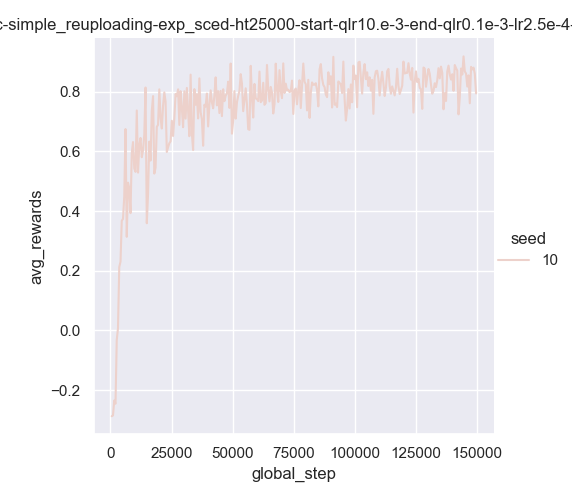 c-simple_reuploading-exp_sced-ht25000-start-qlr10.e-3-end-qlr0.1e-3-lr2.5e-4-
avg_rewards
0.8
0.6
0.4
0.2
0.0
−0.2
0 25000 50000 75000 100000 125000 150000
global_step
seed
10